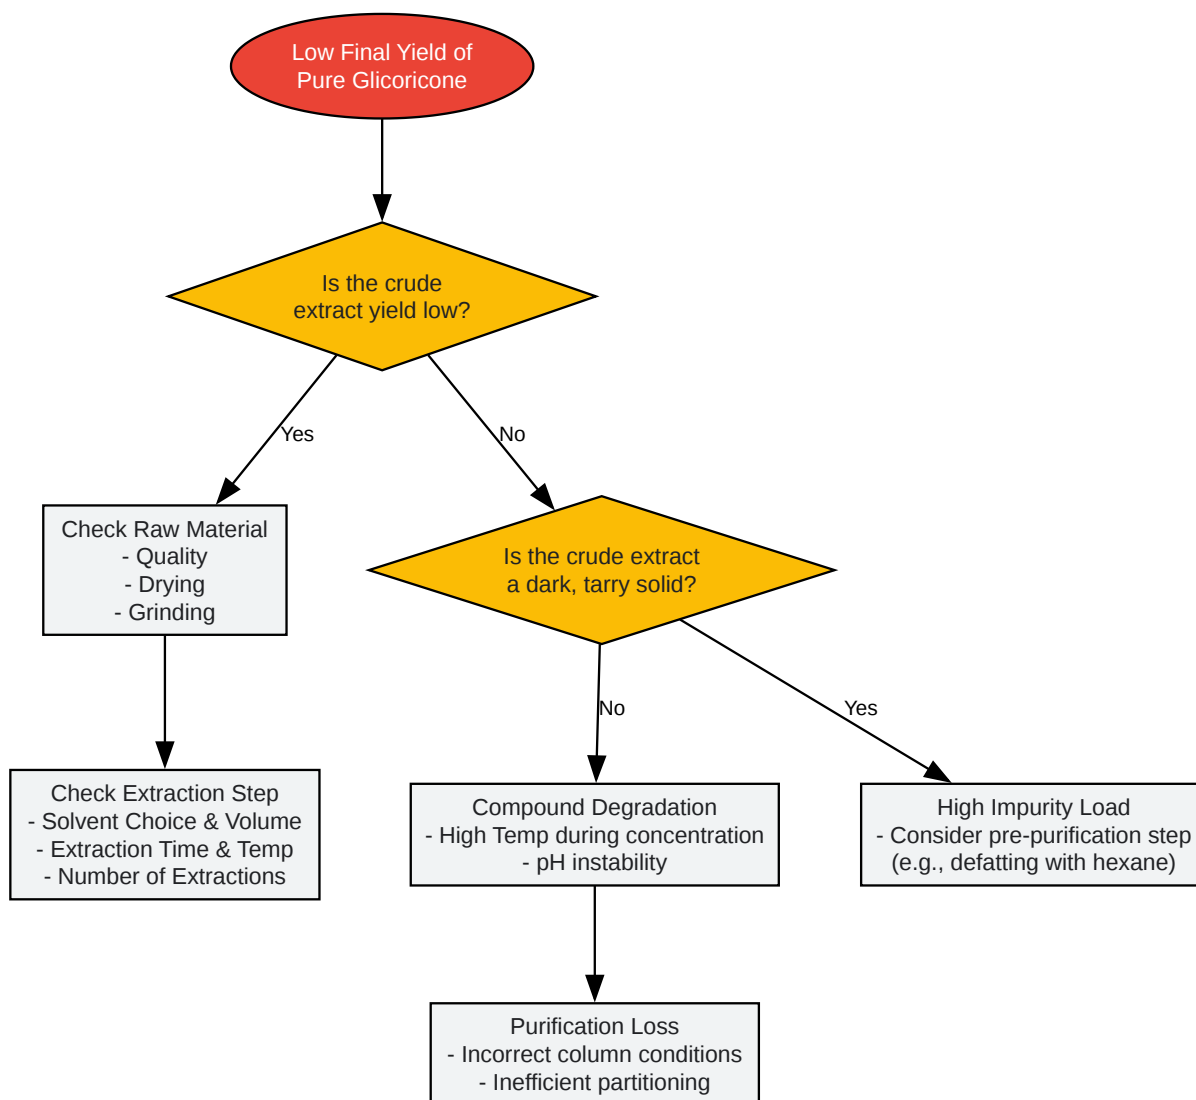 Low Final Yield of
Pure Glicoricone
Is the crude
extract yield low?
Yes
No
Check Raw Material
- Quality
- Drying
- Grinding
Is the crude extract
a dark, tarry solid?
No
Yes
Check Extraction Step
- Solvent Choice & Volume
- Extraction Time & Temp
- Number of Extractions
Compound Degradation
- High Temp during concentration
- pH instability
High Impurity Load
- Consider pre-purification step
(e.g., defatting with hexane)
Purification Loss
- Incorrect column conditions
- Inefficient partitioning